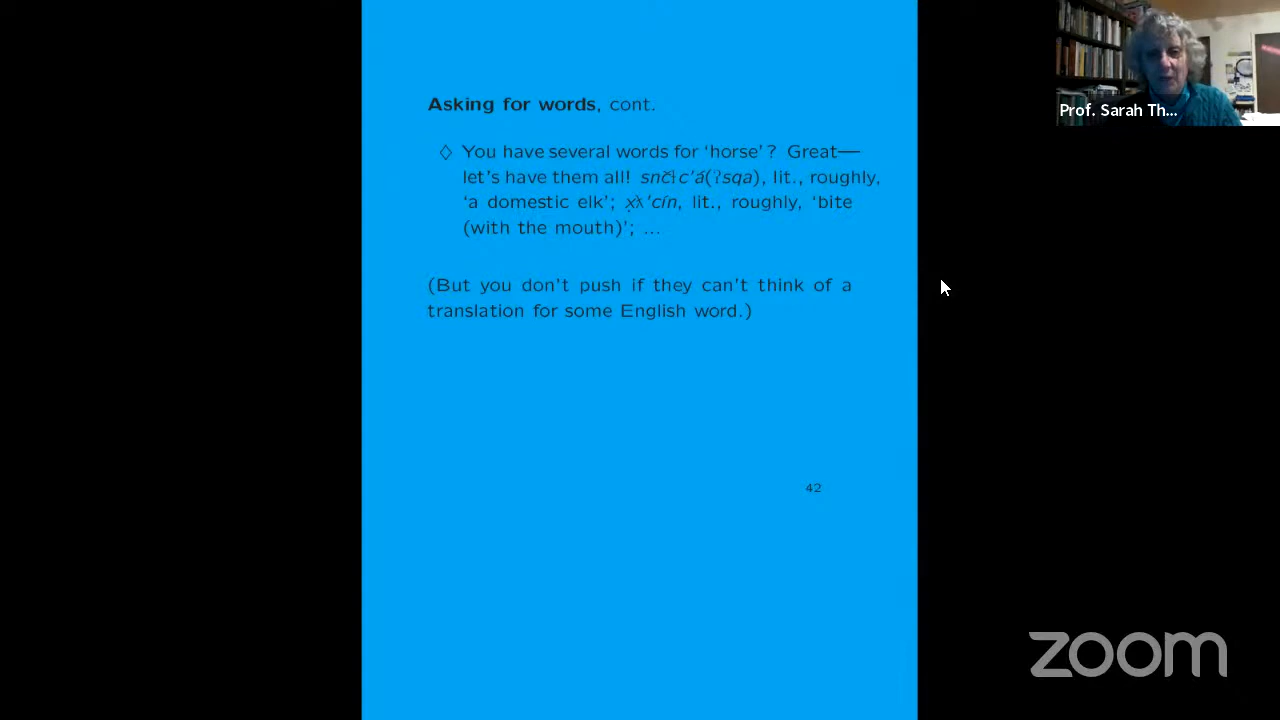 Asking for words, cont.
◇ You have several words for ‘horse’? Great—
let’s have them all! snčɫc’á(ʔsqa), lit., roughly,
‘a domestic elk’; x̣ƛ’cín, lit., roughly, ‘bite
(with the mouth)’; ...
(But you don’t push if they can’t think of a
translation for some English word.)
42
Prof. Sarah Th...
zoom